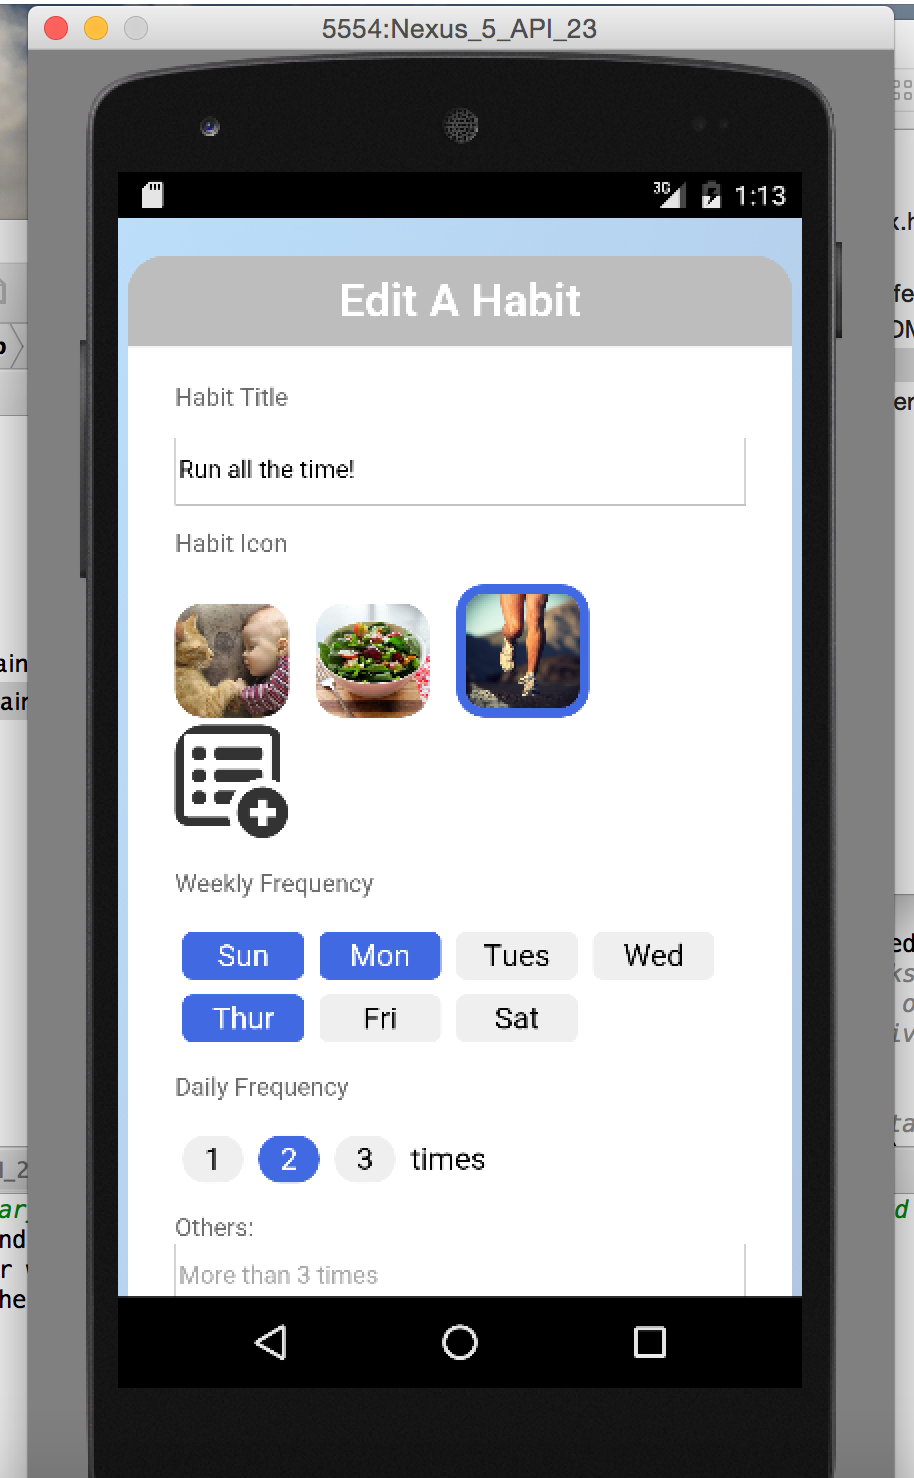 5554:Nexus_5_API_23
3G 1:13
Edit A Habit
Habit Title
Run all the time!
Habit Icon
Weekly Frequency
Sun Mon Tues Wed
Thur Fri Sat
Daily Frequency
1 2 3 times
Others:
More than 3 times